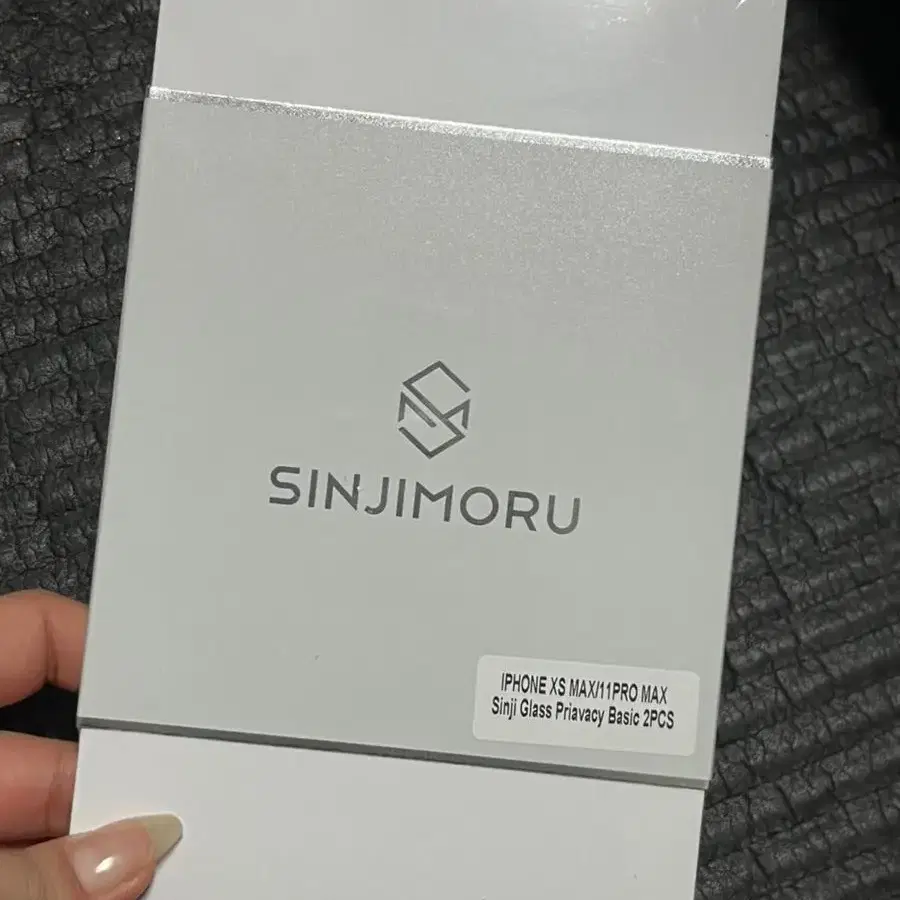 SINJIMORU
IPHONE XS MAX/11PRO MAX
Sinji Glass Priavacy Basic 2PCS